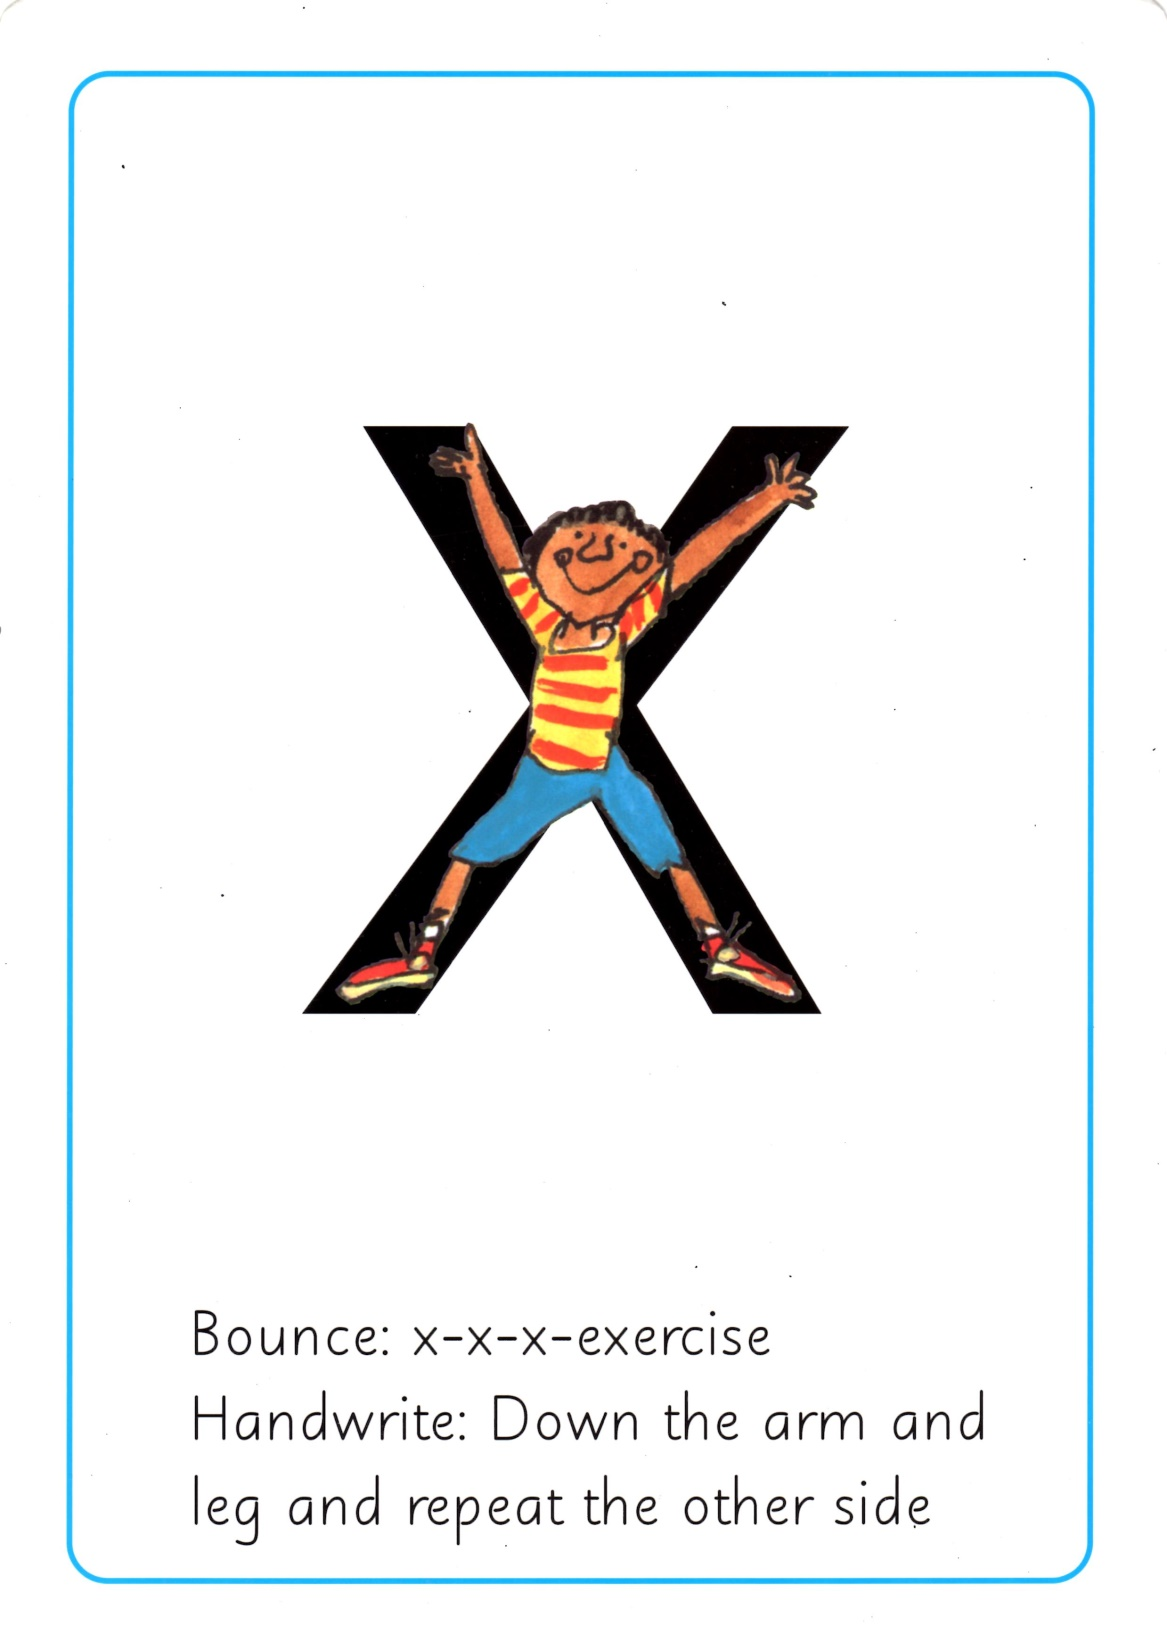 x
Bounce: x-x-x-exercise
Handwrite: Down the arm and
leg and repeat the other side